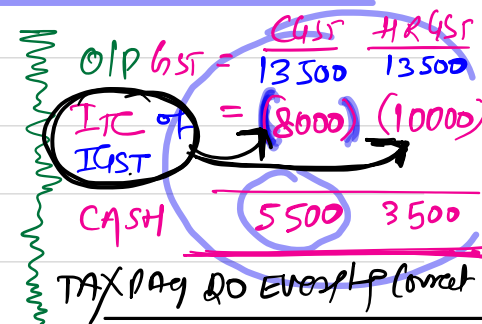 CGST HRGST
O/P GST = 13500 13500
ITC of = (8000) (10000)
IGST
CASH 5500 3500
TAX PAY